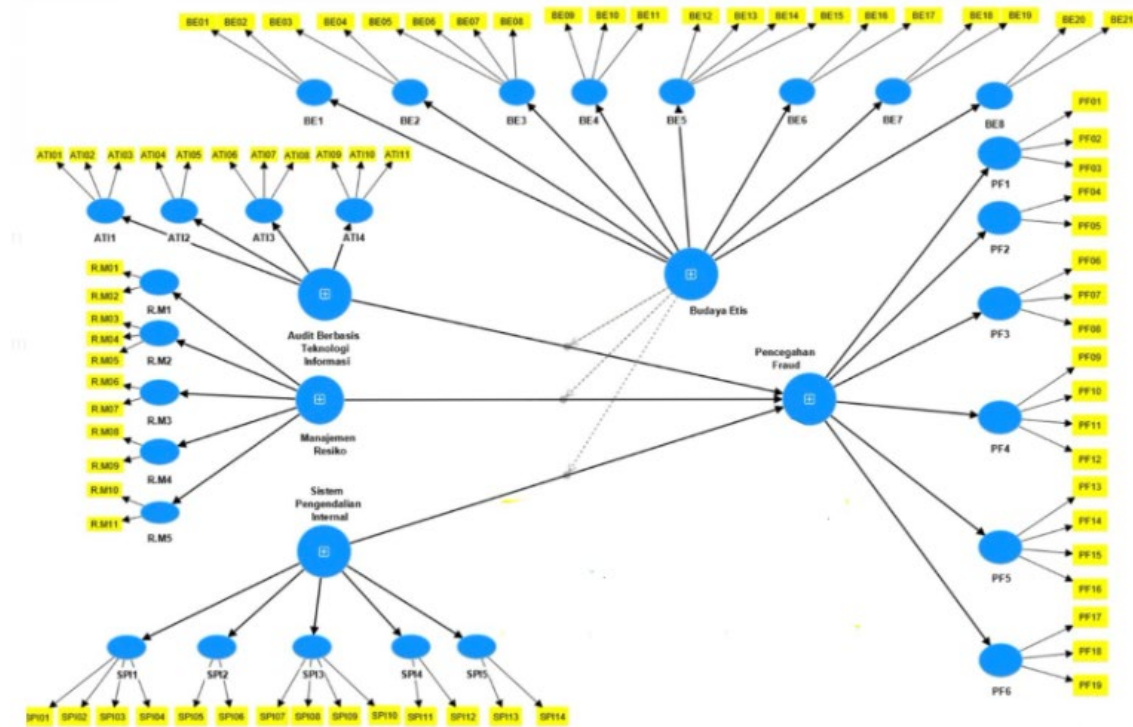 BE01 BE02 BE03 BE04 BE05 BE06 BE07 BE08 BE09 BE10 BE11 BE12 BE13 BE14 BE15 BE16 BE17 BE18 BE19 BE20 BE21
BE1 BE2 BE3 BE4 BE5 BE6 BE7 BE8
ATI01 ATI02 ATI03 ATI04 ATI05 ATI06 ATI07 ATI08 ATI09 ATI10 ATI11
ATI1 ATI2 ATI3 ATI4
Audit Berbasis
Teknologi
Informasi
Budaya Etis
R.M01
R.M02
R.M03
R.M04
R.M05
R.M06
R.M07
R.M08
R.M09
R.M10
R.M11
R.M1
R.M2
R.M3
R.M4
R.M5
Manajemen
Resiko
Pencegahan
Fraud
Sistem
Pengendalian
Internal
PF01
PF02
PF03
PF04
PF05
PF06
PF07
PF08
PF09
PF10
PF11
PF12
PF13
PF14
PF15
PF16
PF17
PF18
PF19
PF1
PF2
PF3
PF4
PF5
PF6
SPI1 SPI2 SPI3 SPI4 SPI5
SPI01 SPI02 SPI03 SPI04 SPI05 SPI06 SPI07 SPI08 SPI09 SPI10 SPI11 SPI12 SPI13 SPI14